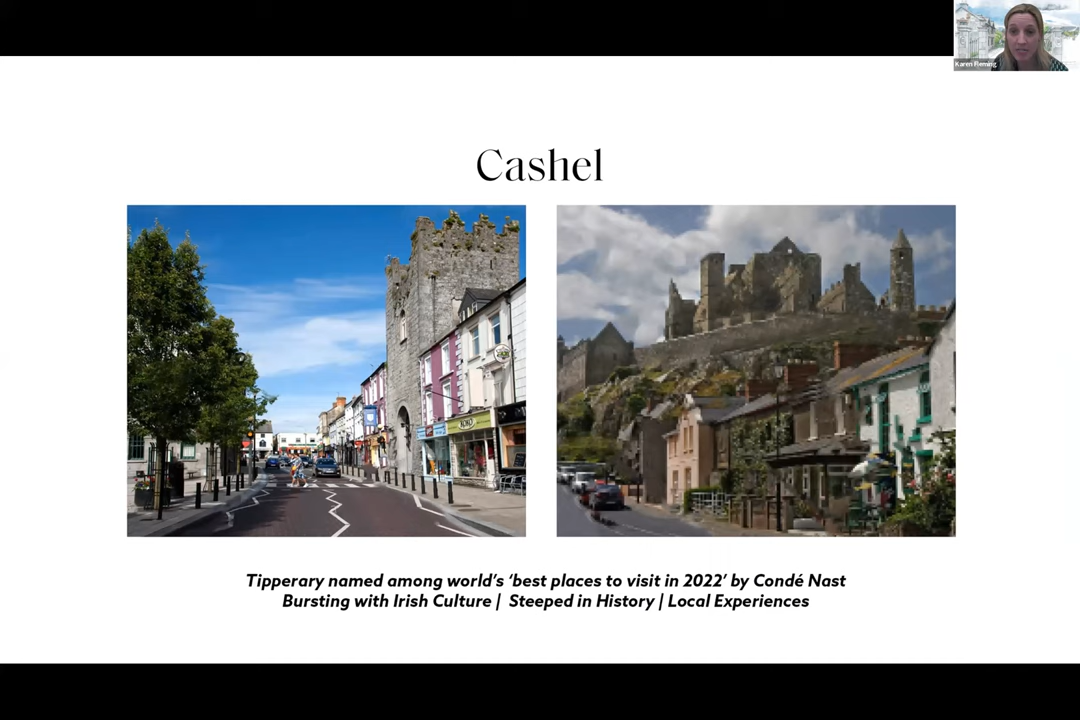 Karen Fleming
Cashel
Tipperary named among world's 'best places to visit in 2022' by Condé Nast
Bursting with Irish Culture | Steeped in History | Local Experiences